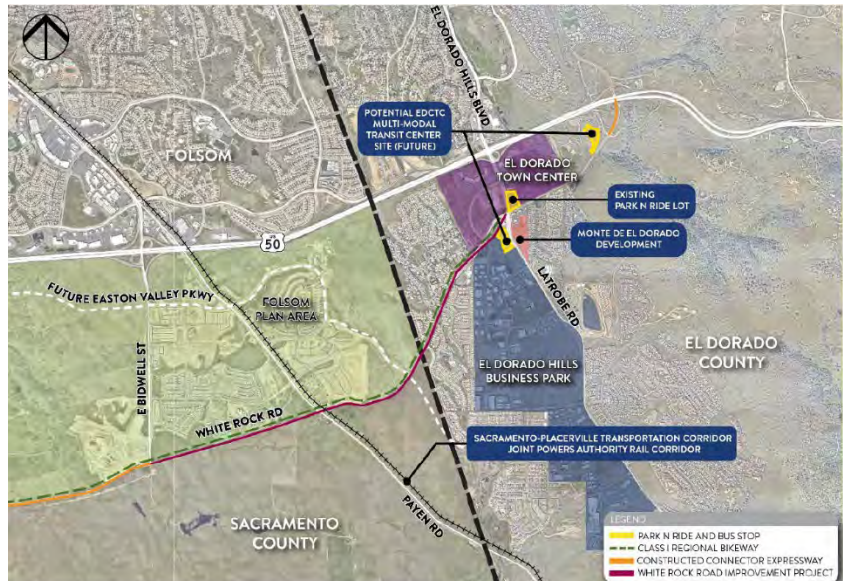 EL DORADO HILLS BLVD
POTENTIAL EDCTC
MULTI-MODAL
TRANSIT CENTER
SITE (FUTURE)
FOLSOM
EL DORADO
TOWN CENTER
EXISTING
PARK N RIDE LOT
MONTE DE EL DORADO
DEVELOPMENT
US
50
FUTURE EASTON VALLEY PKWY
FOLSOM
PLAN AREA
LATROBE RD
EL DORADO
COUNTY
E BIDWELL ST
EL DORADO HILLS
BUSINESS PARK
WHITE ROCK RD
SACRAMENTO-PLACERVILLE TRANSPORTATION CORRIDOR
JOINT POWERS AUTHORITY RAIL CORRIDOR
PAYEN RD
SACRAMENTO
COUNTY
LEGEND
PARK N RIDE AND BUS STOP
CLASS I REGIONAL BIKEWAY
CONSTRUCTED CONNECTOR EXPRESSWAY
WHITE ROCK ROAD IMPROVEMENT PROJECT